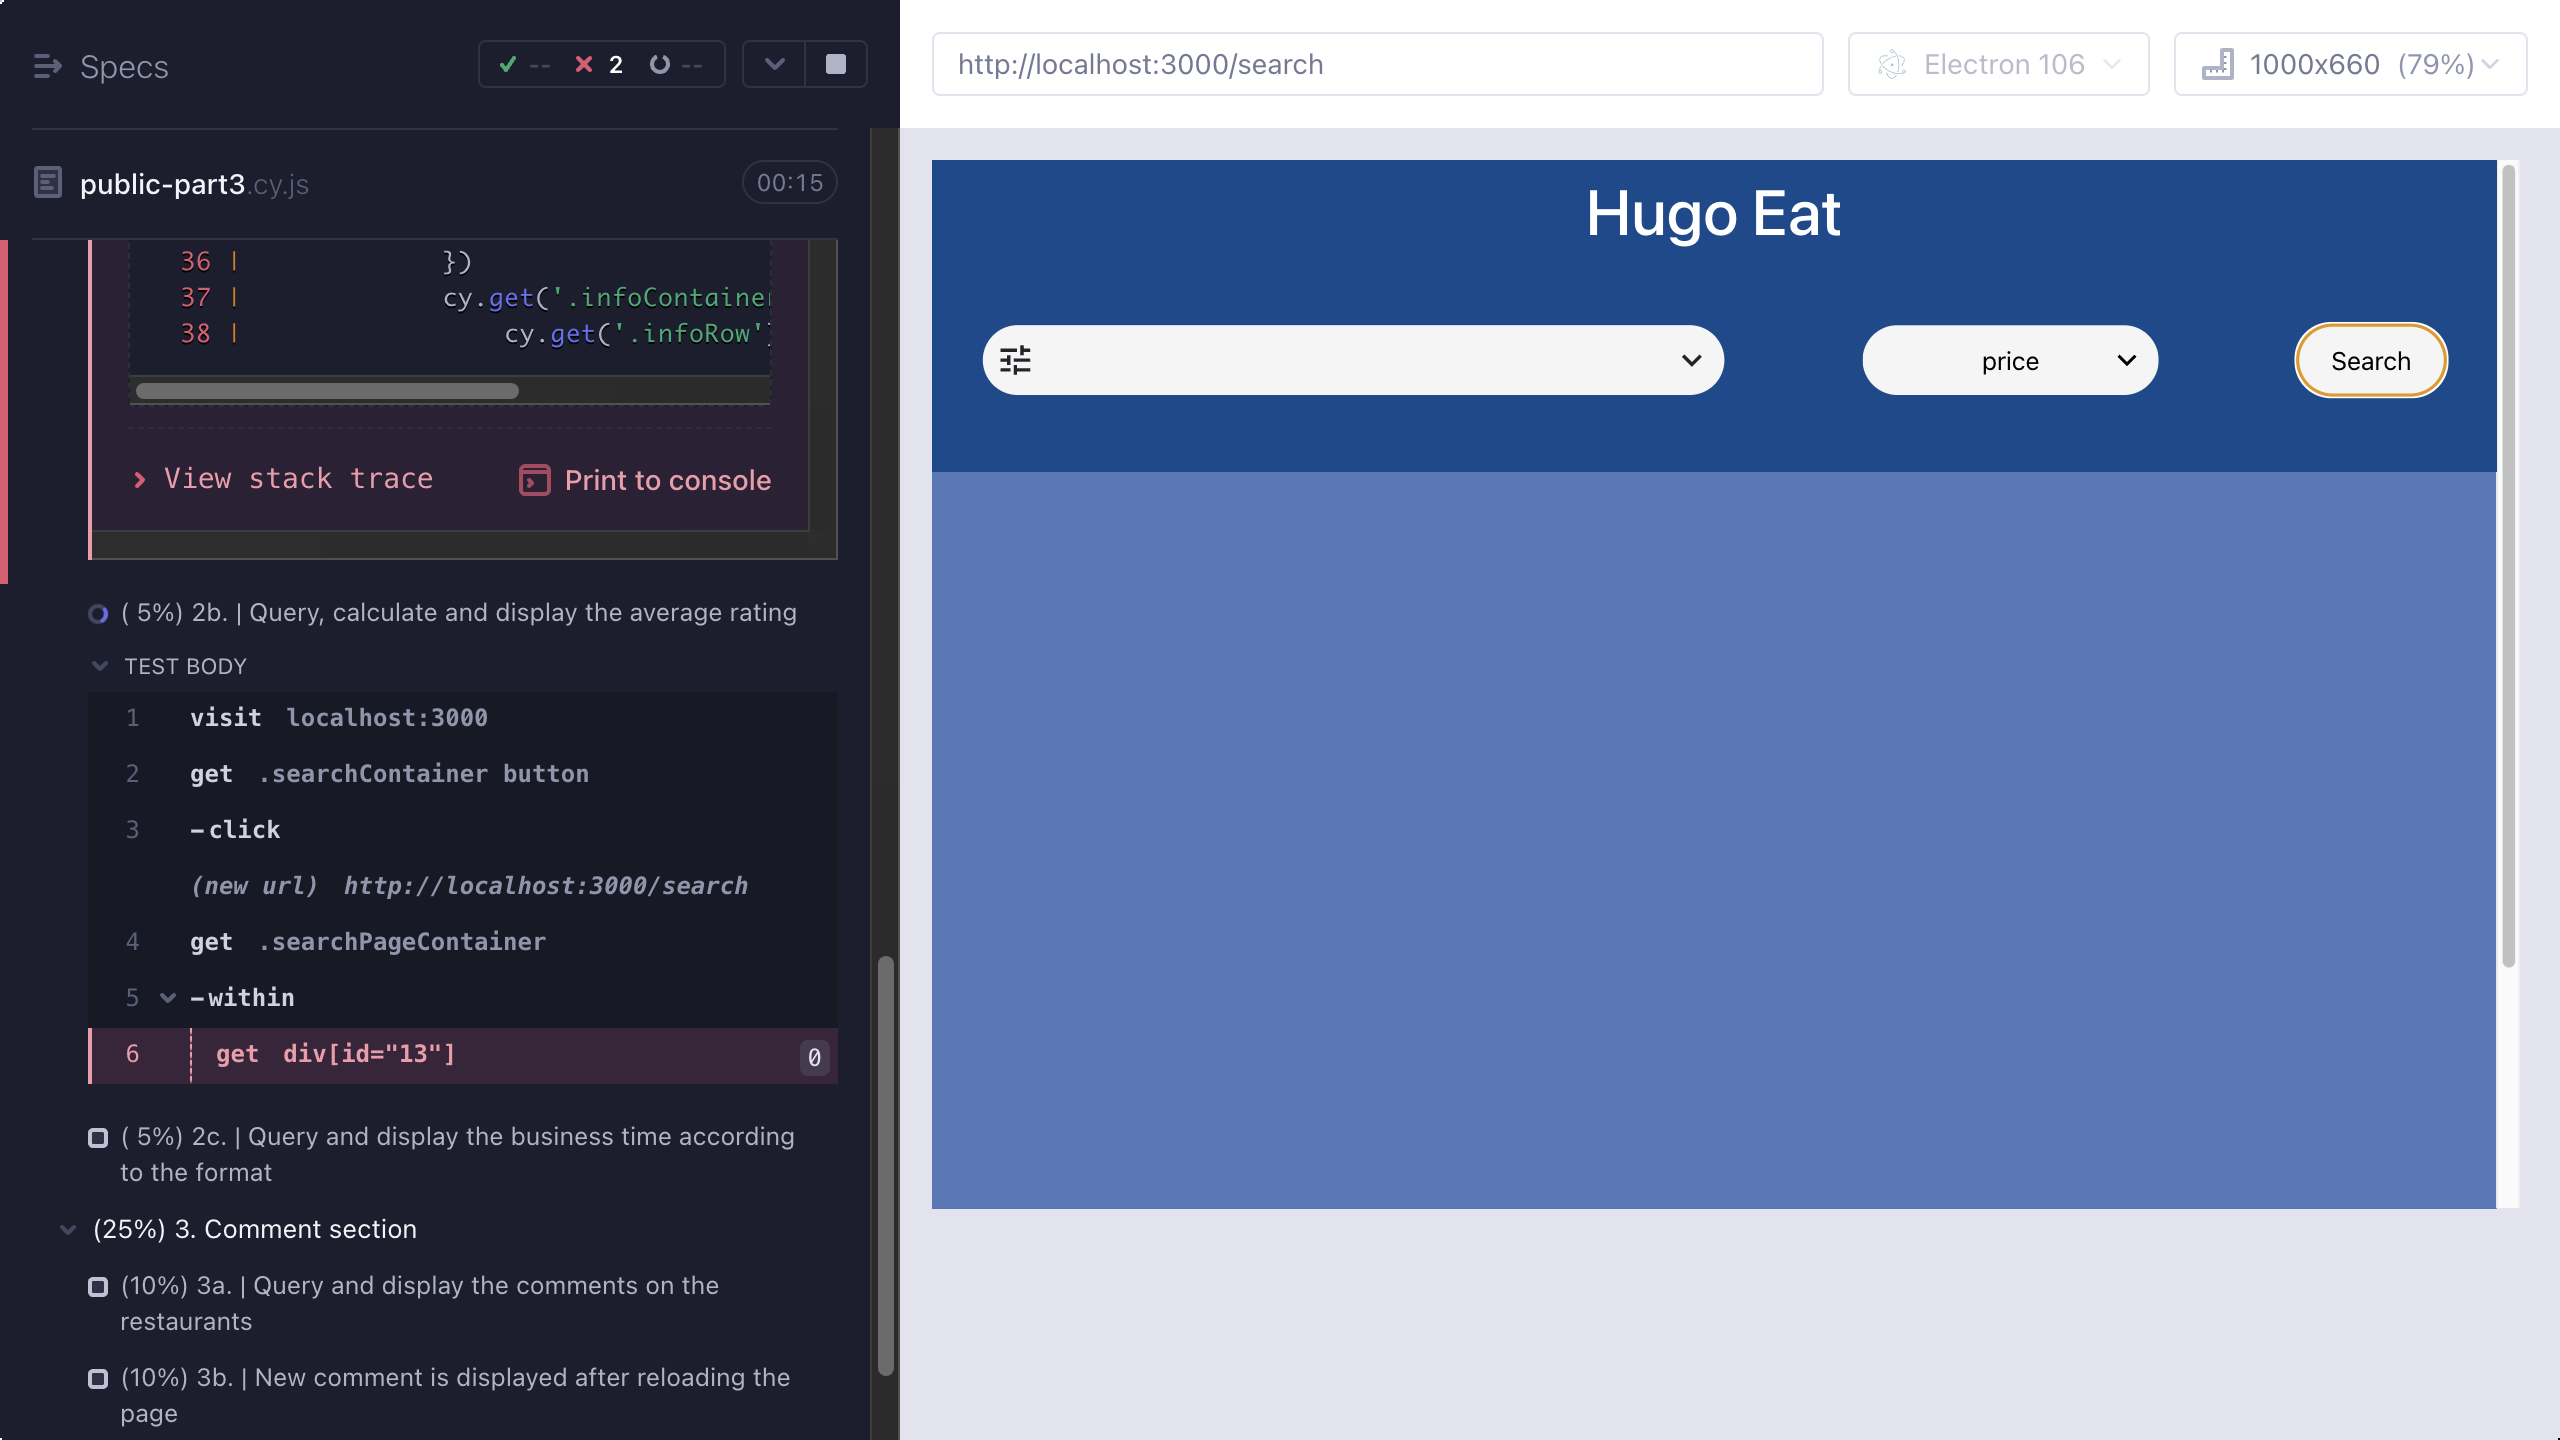 Specs
-- 2 --
public-part3.cy.js
00:15
36 | })
37 | cy.get('.infoContainer
38 | cy.get('.infoRow')
View stack trace
Print to console
( 5%) 2b. | Query, calculate and display the average rating
TEST BODY
1 visit localhost:3000
2 get .searchContainer button
3 -click
(new url) http://localhost:3000/search
4 get .searchPageContainer
5 -within
6 get div[id="13"] 0
( 5%) 2c. | Query and display the business time according
to the format
(25%) 3. Comment section
(10%) 3a. | Query and display the comments on the
restaurants
(10%) 3b. | New comment is displayed after reloading the
page
http://localhost:3000/search
Electron 106
1000x660 (79%)
Hugo Eat
price
Search